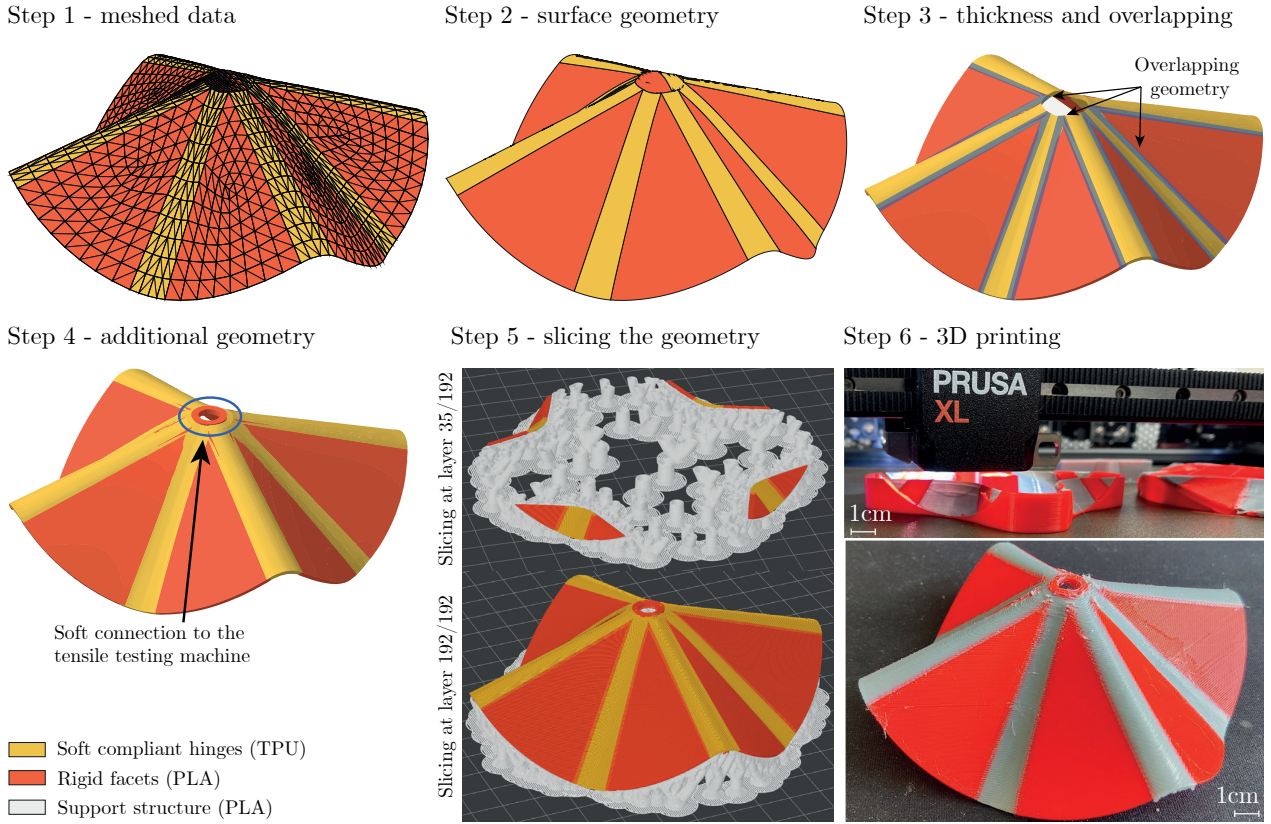 Step 1 - meshed data
Step 2 - surface geometry
Step 3 - thickness and overlapping
Overlapping
geometry
Step 4 - additional geometry
Soft connection to the
tensile testing machine
Soft compliant hinges (TPU)
Rigid facets (PLA)
Support structure (PLA)
Step 5 - slicing the geometry
Slicing at layer 35/192
Slicing at layer 192/192
Step 6 - 3D printing
PRUSA
XL
1cm
1cm